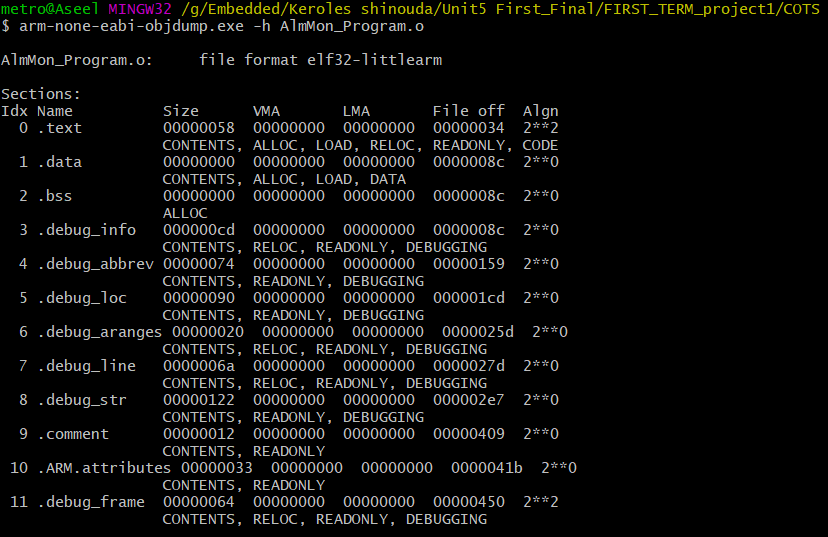 metro@Aseel MINGW32 /g/Embedded/Keroles shinouda/Unit5 First_Final/FIRST_TERM_project1/COTS
$ arm-none-eabi-objdump.exe -h AlmMon_Program.o

AlmMon_Program.o:     file format elf32-littlearm

Sections:
Idx Name          Size      VMA       LMA       File off  Algn
  0 .text         00000058  00000000  00000000  00000034  2**2
                  CONTENTS, ALLOC, LOAD, RELOC, READONLY, CODE
  1 .data         00000000  00000000  00000000  0000008c  2**0
                  CONTENTS, ALLOC, LOAD, DATA
  2 .bss          00000000  00000000  00000000  0000008c  2**0
                  ALLOC
  3 .debug_info   000000cd  00000000  00000000  0000008c  2**0
                  CONTENTS, RELOC, READONLY, DEBUGGING
  4 .debug_abbrev 00000074  00000000  00000000  00000159  2**0
                  CONTENTS, READONLY, DEBUGGING
  5 .debug_loc    00000090  00000000  00000000  000001cd  2**0
                  CONTENTS, READONLY, DEBUGGING
  6 .debug_aranges 00000020  00000000  00000000  0000025d  2**0
                  CONTENTS, RELOC, READONLY, DEBUGGING
  7 .debug_line   0000006a  00000000  00000000  0000027d  2**0
                  CONTENTS, RELOC, READONLY, DEBUGGING
  8 .debug_str    00000122  00000000  00000000  000002e7  2**0
                  CONTENTS, READONLY, DEBUGGING
  9 .comment      00000012  00000000  00000000  00000409  2**0
                  CONTENTS, READONLY
 10 .ARM.attributes 00000033  00000000  00000000  0000041b  2**0
                  CONTENTS, READONLY
 11 .debug_frame  00000064  00000000  00000000  00000450  2**2
                  CONTENTS, RELOC, READONLY, DEBUGGING